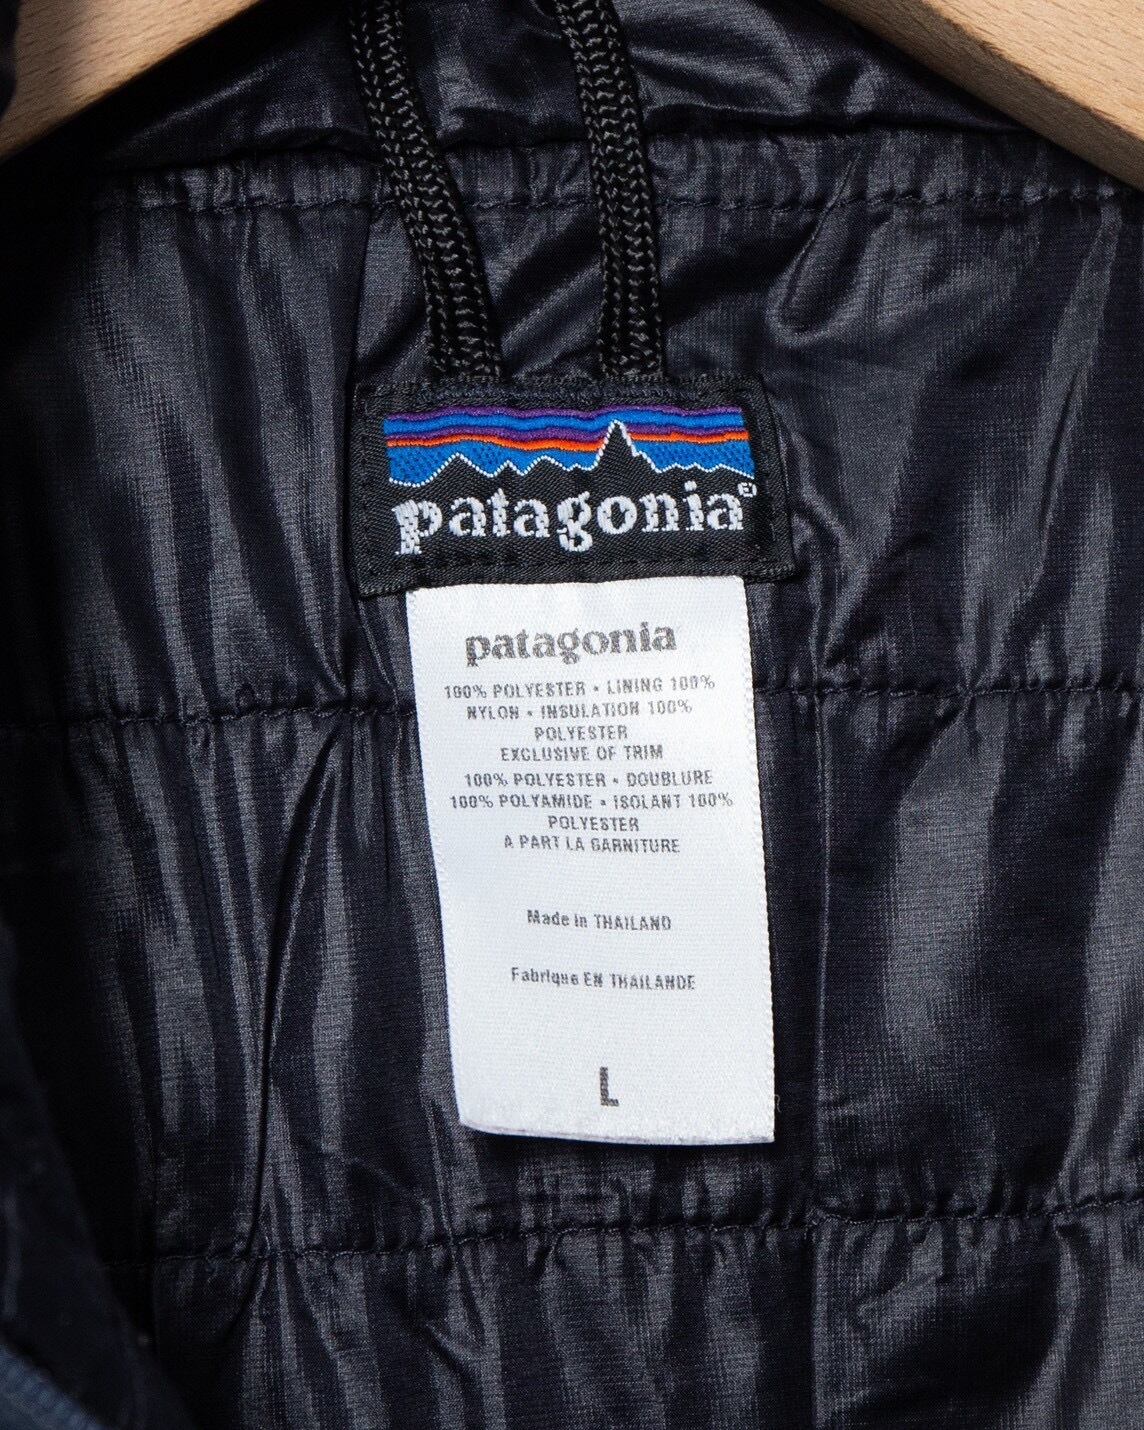 patagonia®
patagonia
100% POLYESTER • LINING 100%
NYLON • INSULATION 100%
POLYESTER
EXCLUSIVE OF TRIM
100% POLYESTER • DOUBLURE
100% POLYAMIDE • ISOLANT 100%
POLYESTER
A PART LA GARNITURE
Made in THAILAND
Fabrique EN THAILANDE
L